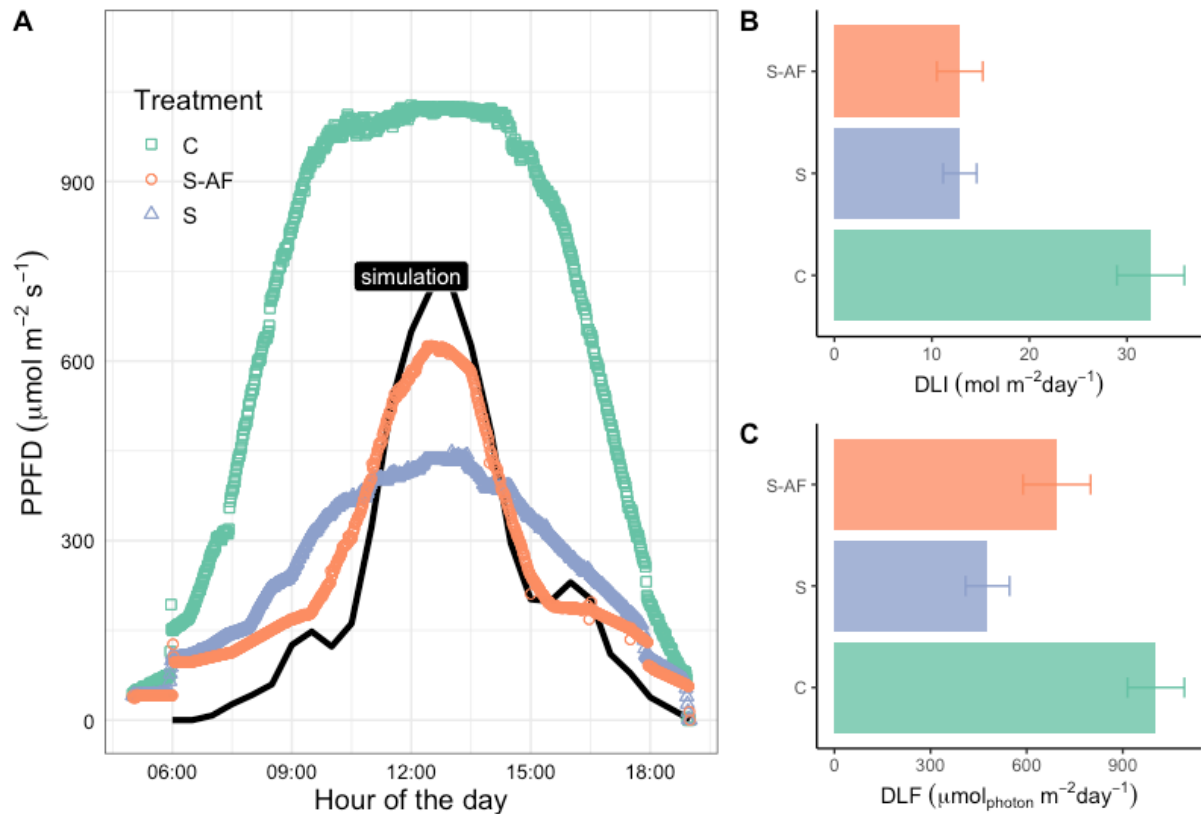 A
Treatment
C
S-AF
S
simulation
900
600
300
0
PPFD (μmol m⁻² s⁻¹)
06:00 09:00 12:00 15:00 18:00
Hour of the day
B
S-AF
S
C
0 10 20 30
DLI (mol m⁻²day⁻¹)
C
S-AF
S
C
0 300 600 900
DLF (μmolphoton m⁻²day⁻¹)